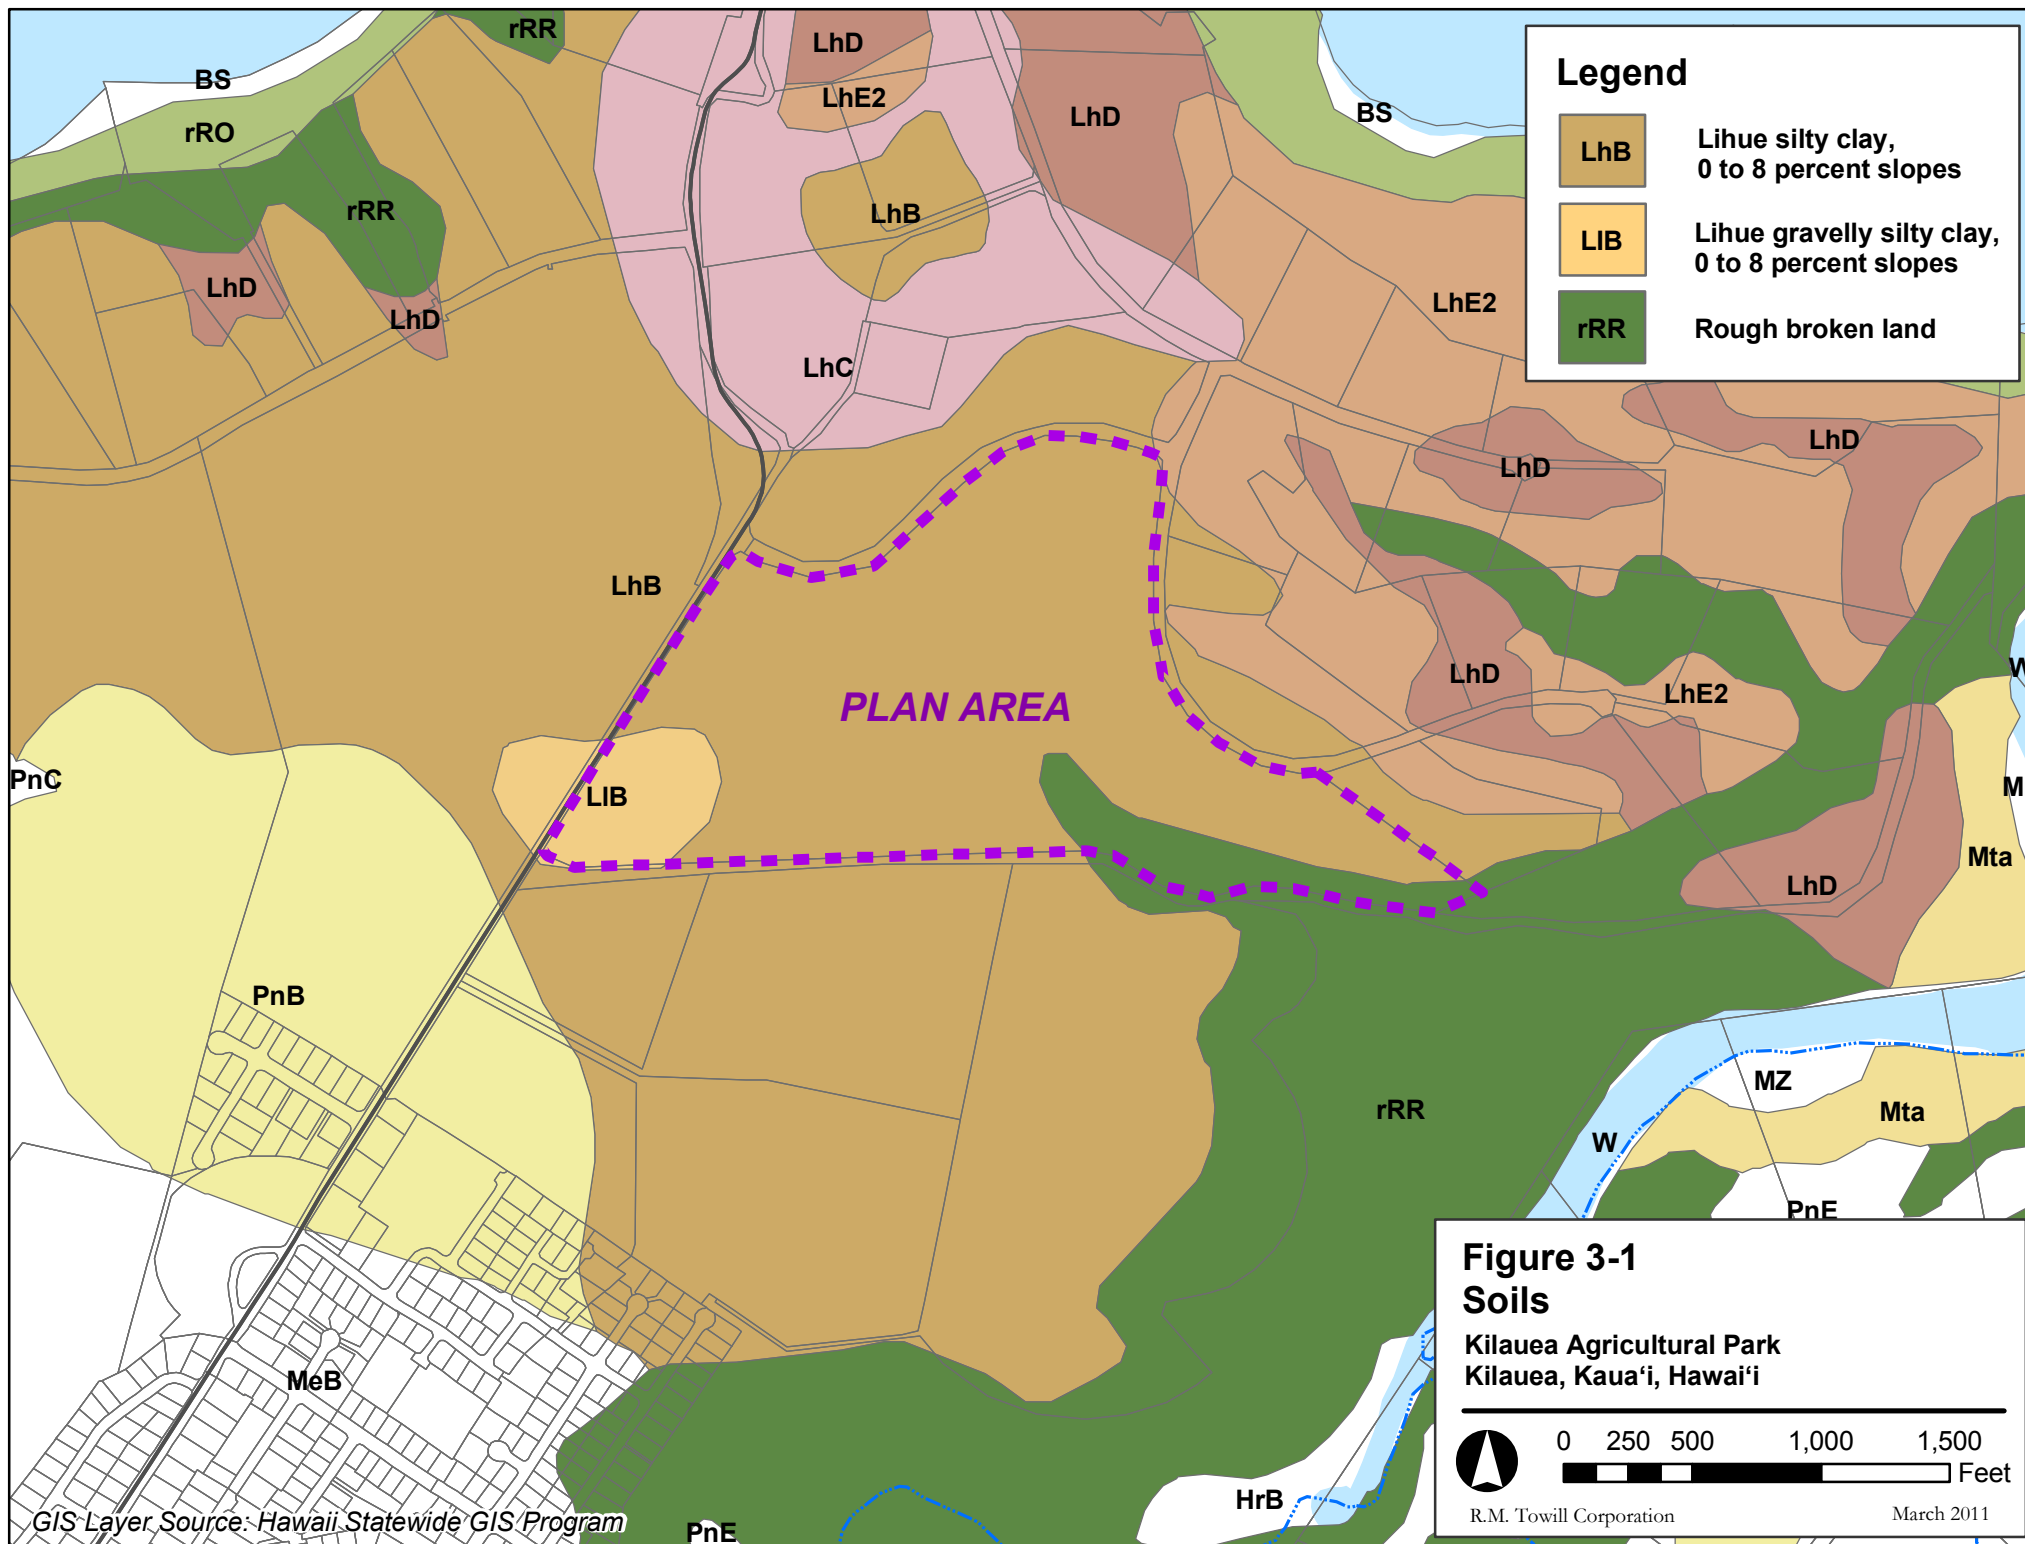 rRR
LhD
BS
LhE2
BS
LhD
rRO
rRR
LhB
LhD
LhE2
LhD
LhC
LhD
LhD
LhB
LhD
LhE2
PLAN AREA
PnC
LIB
Mta
LhD
PnB
MZ
rRR
Mta
W
PnE
MeB
HrB
PnE
W
M
Legend
LhB
Lihue silty clay,
0 to 8 percent slopes
LIB
Lihue gravelly silty clay,
0 to 8 percent slopes
rRR
Rough broken land
Figure 3-1
Soils
Kilauea Agricultural Park
Kilauea, Kauaʻi, Hawaiʻi
0 250 500 1,000 1,500
Feet
R.M. Towill Corporation March 2011
GIS Layer Source: Hawaii Statewide GIS Program